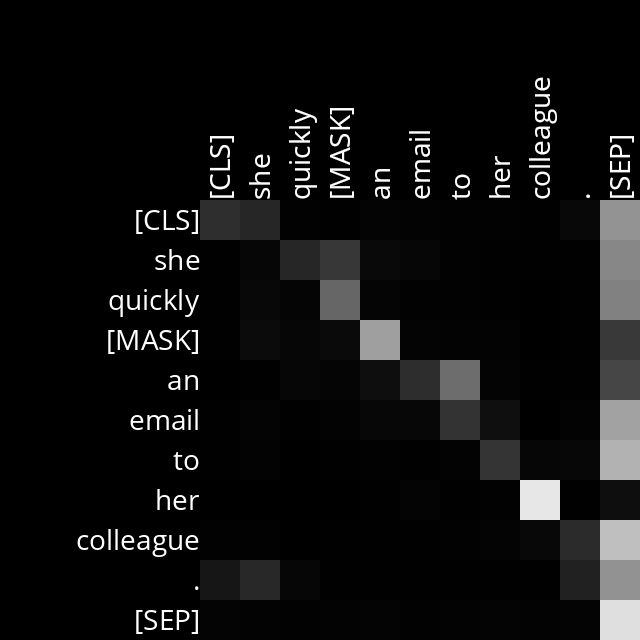 [CLS] she quickly [MASK] an email to her colleague . [SEP]
[CLS]
she
quickly
[MASK]
an
email
to
her
colleague
.
[SEP]